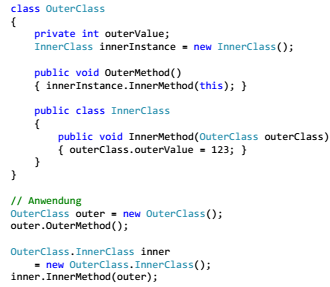 class OuterClass
{
    private int outerValue;
    InnerClass innerInstance = new InnerClass();

    public void OuterMethod()
    { innerInstance.InnerMethod(this); }

    public class InnerClass
    {
        public void InnerMethod(OuterClass outerClass)
        { outerClass.outerValue = 123; }
    }
}

// Anwendung
OuterClass outer = new OuterClass();
outer.OuterMethod();

OuterClass.InnerClass inner
    = new OuterClass.InnerClass();
inner.InnerMethod(outer);